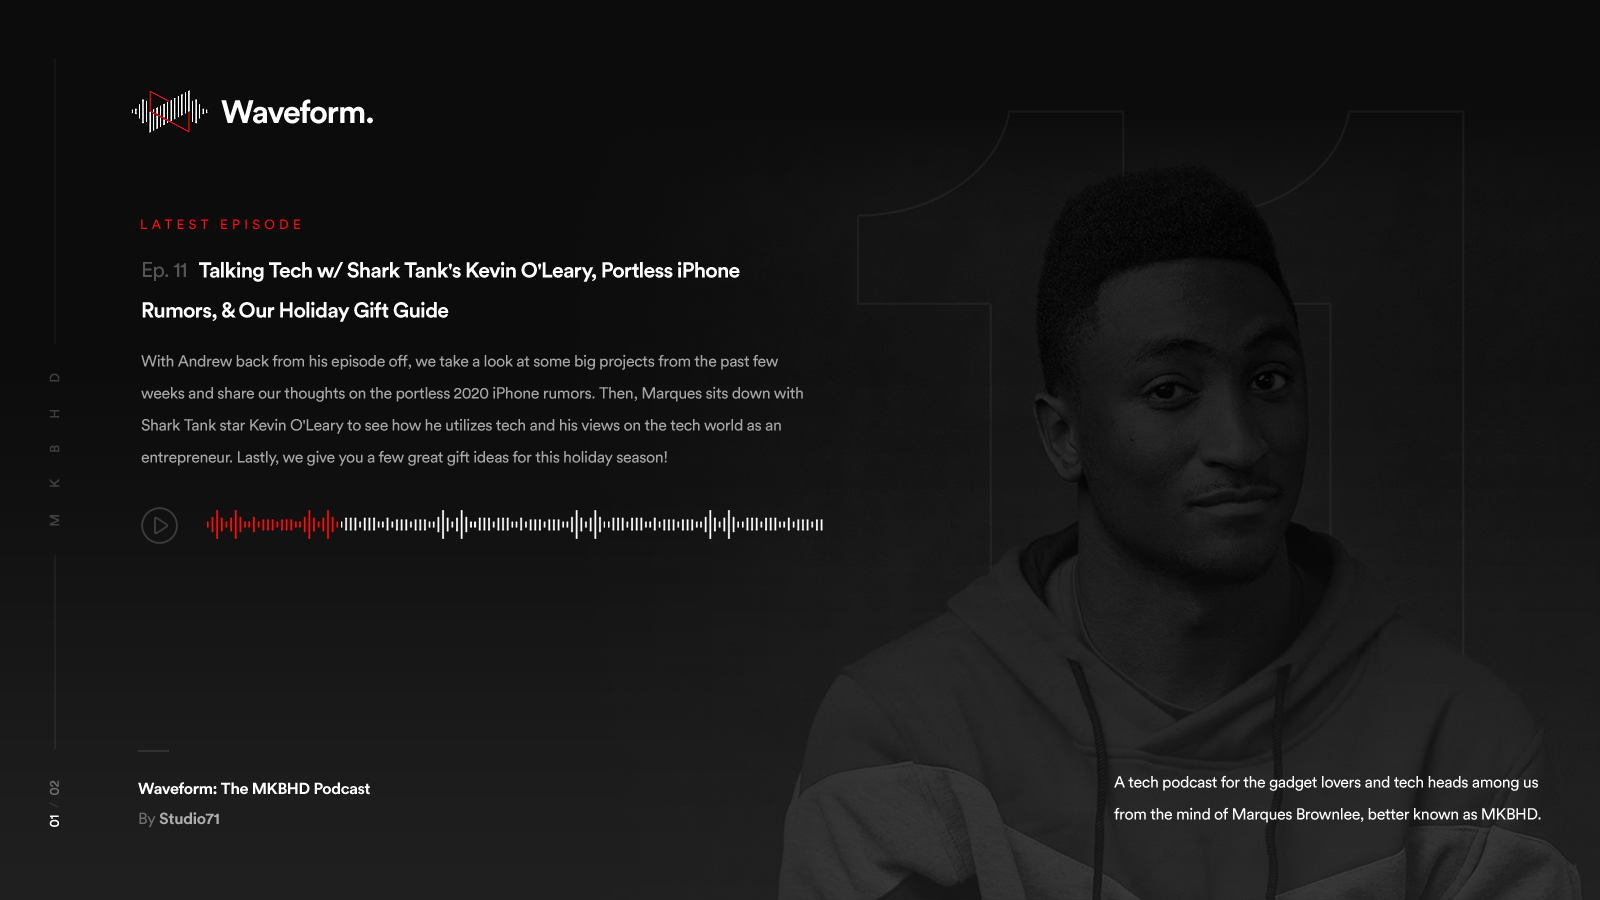 Waveform.
LATEST EPISODE
Ep. 11 Talking Tech w/ Shark Tank's Kevin O'Leary, Portless iPhone
Rumors, & Our Holiday Gift Guide
With Andrew back from his episode off, we take a look at some big projects from the past few
weeks and share our thoughts on the portless 2020 iPhone rumors. Then, Marques sits down with
Shark Tank star Kevin O'Leary to see how he utilizes tech and his views on the tech world as an
entrepreneur. Lastly, we give you a few great gift ideas for this holiday season!
MKBHD
01 / 02
Waveform: The MKBHD Podcast
By Studio71
11
A tech podcast for the gadget lovers and tech heads among us
from the mind of Marques Brownlee, better known as MKBHD.